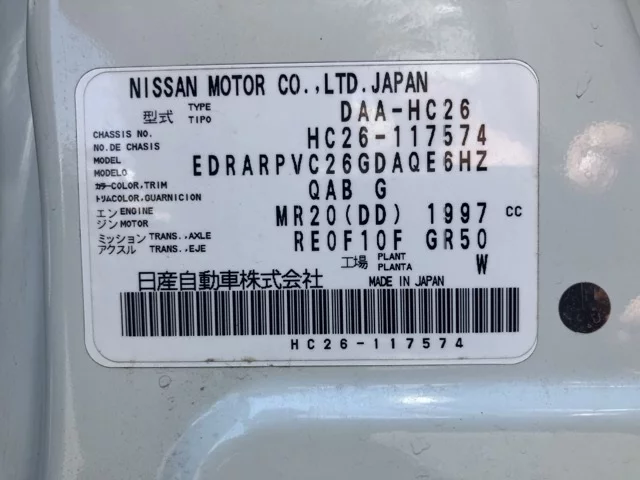 NISSAN MOTOR CO.,LTD.JAPAN
型式 TYPE TIPO DAA-HC26
CHASSIS NO. NO.DE CHASSIS HC26-117574
MODEL MODELO EDRARPVC26GDAQE6HZ
カラー COLOR,TRIM トリム COLOR,GUARNICION QAB G
エンジン ENGINE MOTOR MR20(DD) 1997 CC
ミッション アクスル TRANS.,AXLE TRANS.,EJE RE0F10F GR50
工場 PLANT PLANTA W
日産自動車株式会社 MADE IN JAPAN
HC26-117574